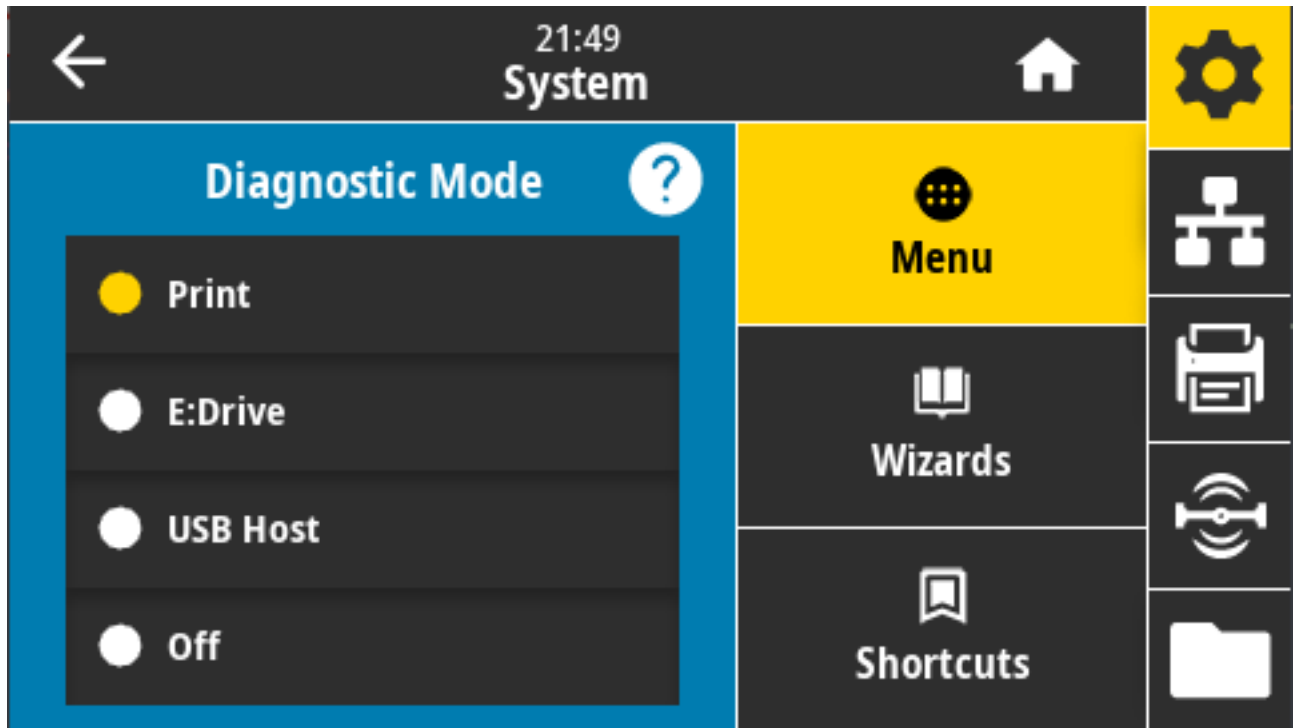 21:49
System
Diagnostic Mode
?
Print
E:Drive
USB Host
Off
Menu
Wizards
Shortcuts